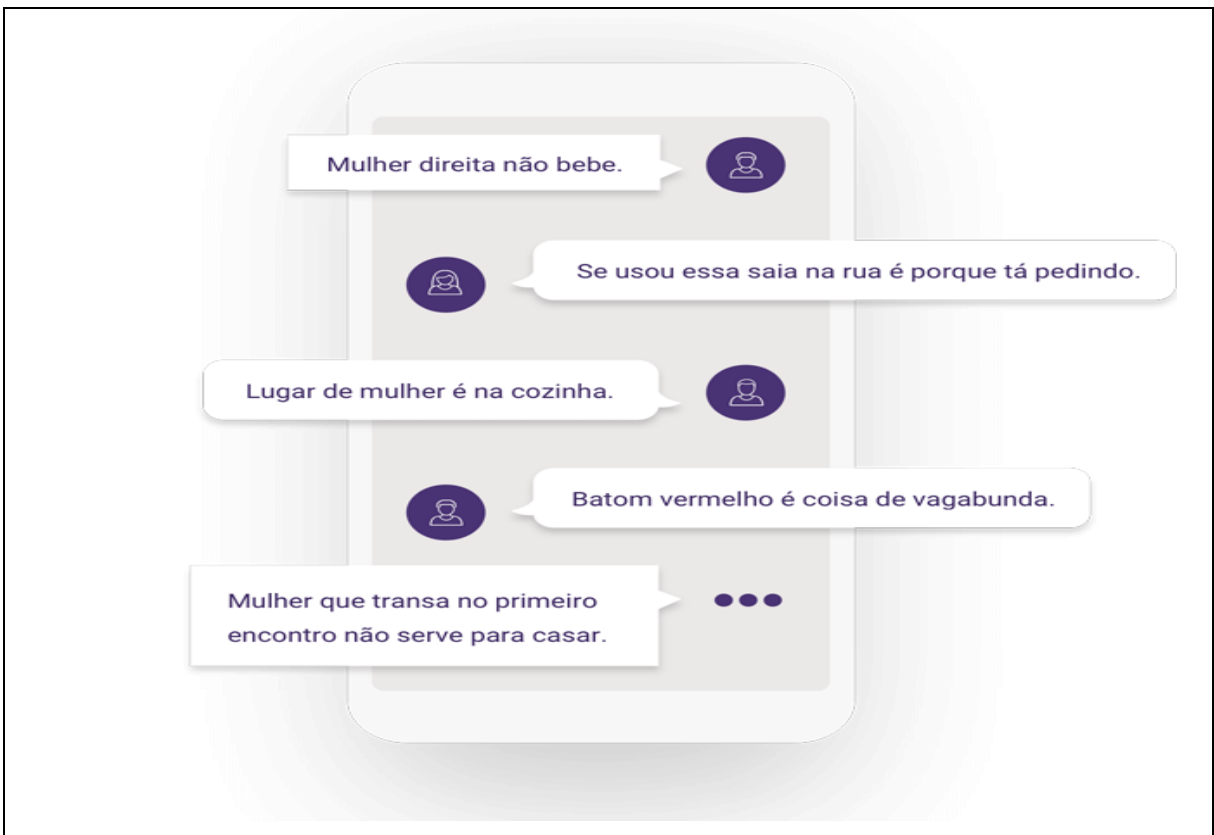 Mulher direita não bebe.
Se usou essa saia na rua é porque tá pedindo.
Lugar de mulher é na cozinha.
Batom vermelho é coisa de vagabunda.
Mulher que transa no primeiro
encontro não serve para casar.